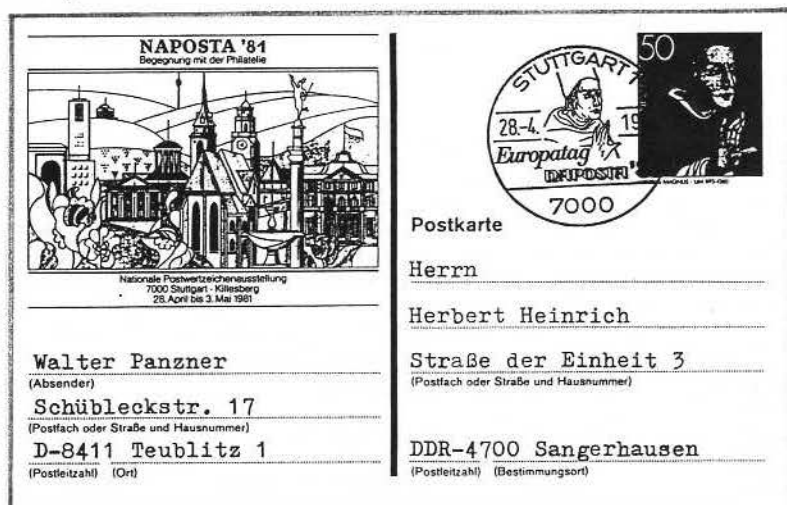 NAPOSTA '81
Begegnung mit der Philatelie
Nationale Postwertzeichenausstellung
7000 Stuttgart - Killesberg
28. April bis 3. Mai 1981
Walter Panzner
(Absender)
Schübleckstr. 17
(Postfach oder Straße und Hausnummer)
D-8411 Teublitz 1
(Postleitzahl) (Ort)
STUTTGART 1
28.-4. 19
Europatag
NAPOSTA '
7000
50
MAGNUS
Postkarte
Herrn
Herbert Heinrich
Straße der Einheit 3
(Postfach oder Straße und Hausnummer)
DDR-4700 Sangerhausen
(Postleitzahl) (Bestimmungsort)